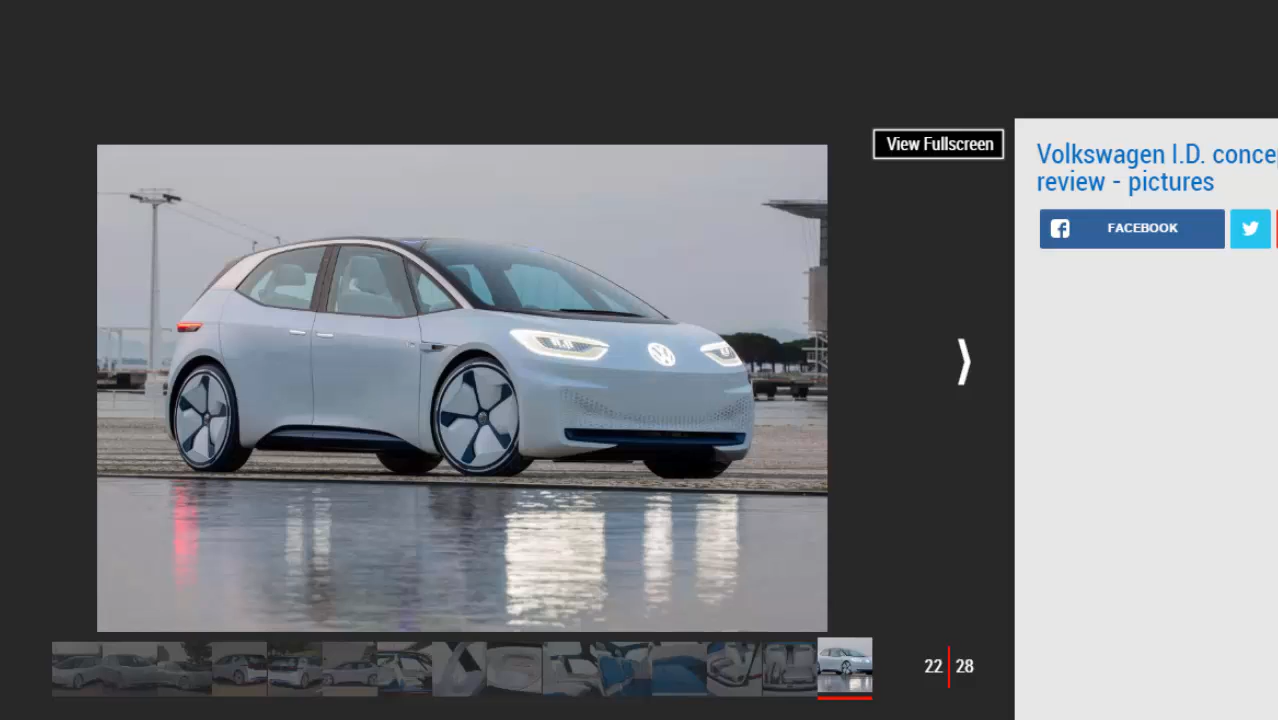 View Fullscreen
Volkswagen I.D. conce
review - pictures
FACEBOOK
22 28